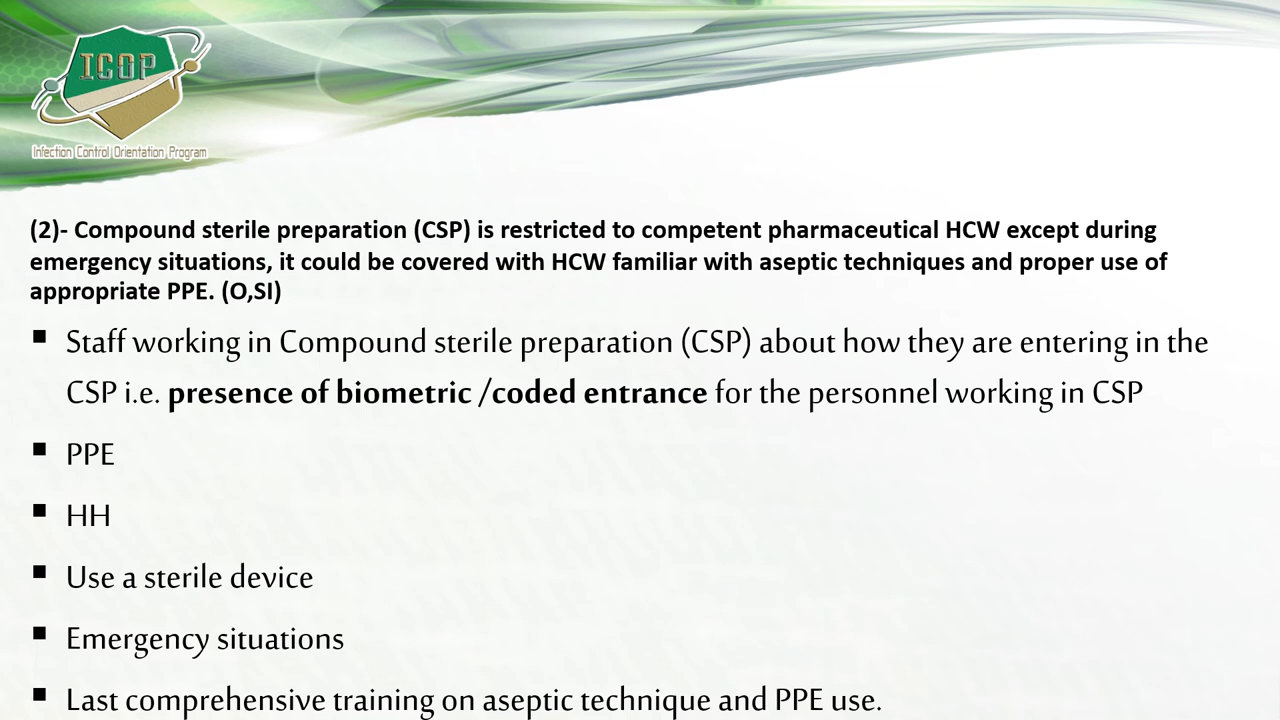 ICOP
Infection Control Orientation Program
(2)- Compound sterile preparation (CSP) is restricted to competent pharmaceutical HCW except during
emergency situations, it could be covered with HCW familiar with aseptic techniques and proper use of
appropriate PPE. (O,SI)
▪ Staff working in Compound sterile preparation (CSP) about how they are entering in the
CSP i.e. presence of biometric /coded entrance for the personnel working in CSP
▪ PPE
▪ HH
▪ Use a sterile device
▪ Emergency situations
▪ Last comprehensive training on aseptic technique and PPE use.